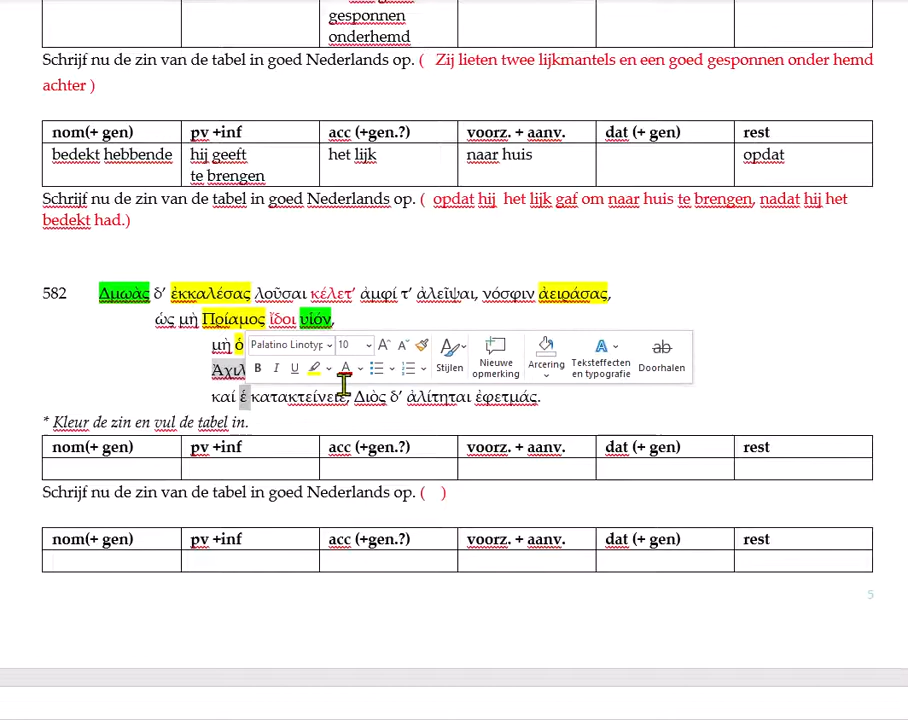 gesponnen
onderhemd
Schrijf nu de zin van de tabel in goed Nederlands op. ( Zij lieten twee lijkmantels en een goed gesponnen onder hemd
achter )
nom(+ gen) pv +inf acc (+gen.?) voorz. + aanv. dat (+ gen) rest
bedekt hebbende hij geeft het lijk naar huis opdat
te brengen
Schrijf nu de zin van de tabel in goed Nederlands op. ( opdat hij het lijk gaf om naar huis te brengen, nadat hij het
bedekt had.)
582 Δμωὰς δ’ ἐκκαλέσας λοῦσαι κέλετ’ ἀμφί τ’ ἀλεῖψαι, νόσφιν ἀειράσας,
ὡς μὴ Πρίαμος ἴδοι υἱόν,
μὴ ὁ
Palatino Linotyp 10
Stijlen Nieuwe opmerking Arcering Teksteffecten en typografie Doorhalen
B I U A
Ἀχιλ
καί ἑ κατακτείνειε, Διὸς δ’ ἀλίτηται ἐφετμάς.
* Kleur de zin en vul de tabel in.
nom(+ gen) pv +inf acc (+gen.?) voorz. + aanv. dat (+ gen) rest
Schrijf nu de zin van de tabel in goed Nederlands op. ( )
nom(+ gen) pv +inf acc (+gen.?) voorz. + aanv. dat (+ gen) rest
5